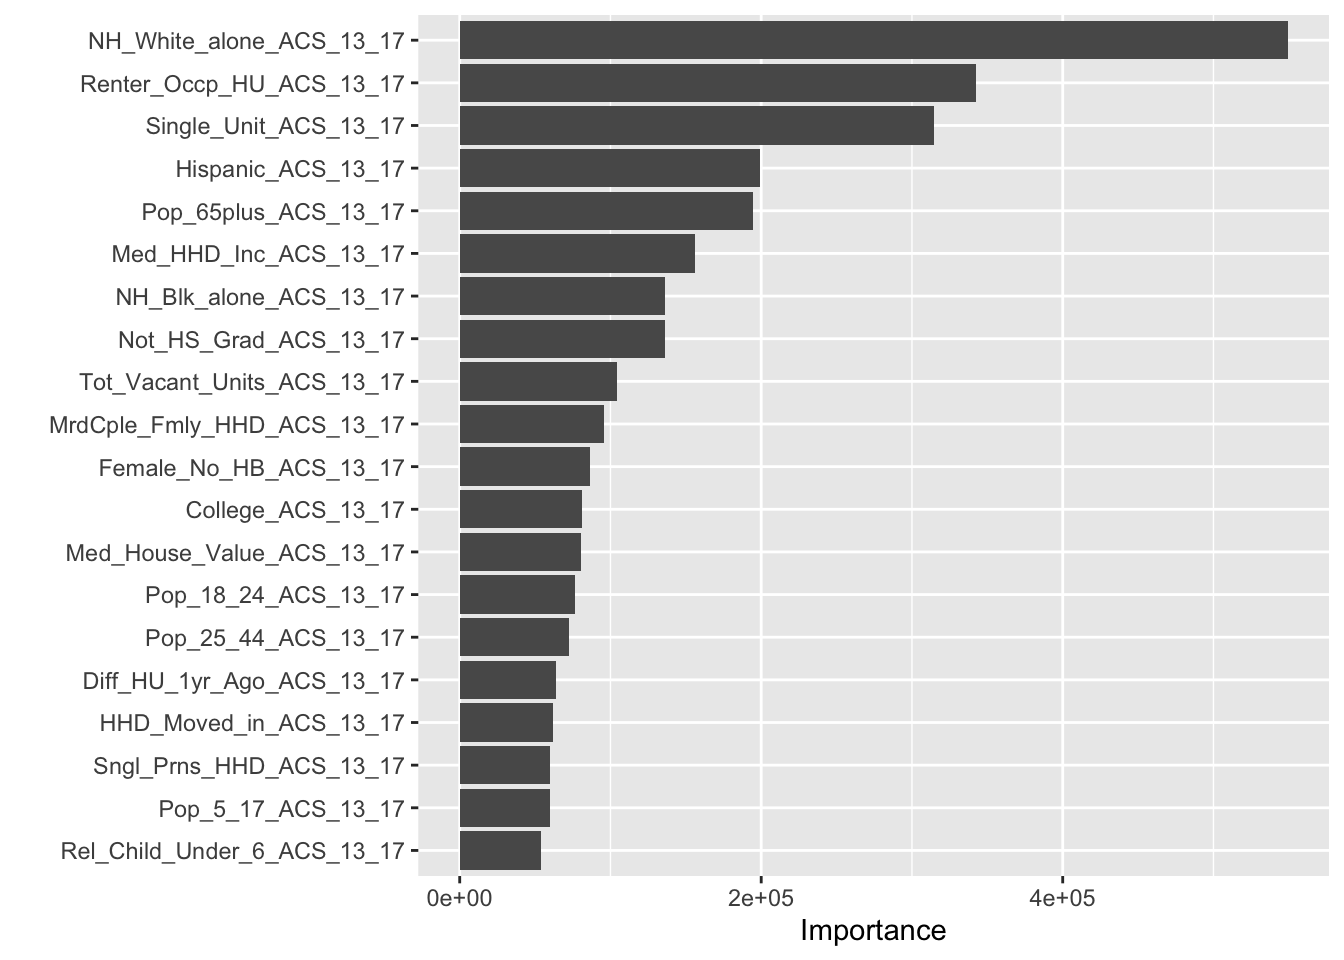 NH_White_alone_ACS_13_17
Renter_Occp_HU_ACS_13_17
Single_Unit_ACS_13_17
Hispanic_ACS_13_17
Pop_65plus_ACS_13_17
Med_HHD_Inc_ACS_13_17
NH_Blk_alone_ACS_13_17
Not_HS_Grad_ACS_13_17
Tot_Vacant_Units_ACS_13_17
MrdCple_Fmly_HHD_ACS_13_17
Female_No_HB_ACS_13_17
College_ACS_13_17
Med_House_Value_ACS_13_17
Pop_18_24_ACS_13_17
Pop_25_44_ACS_13_17
Diff_HU_1yr_Ago_ACS_13_17
HHD_Moved_in_ACS_13_17
Sngl_Prns_HHD_ACS_13_17
Pop_5_17_ACS_13_17
Rel_Child_Under_6_ACS_13_17
0e+00 2e+05 4e+05
Importance